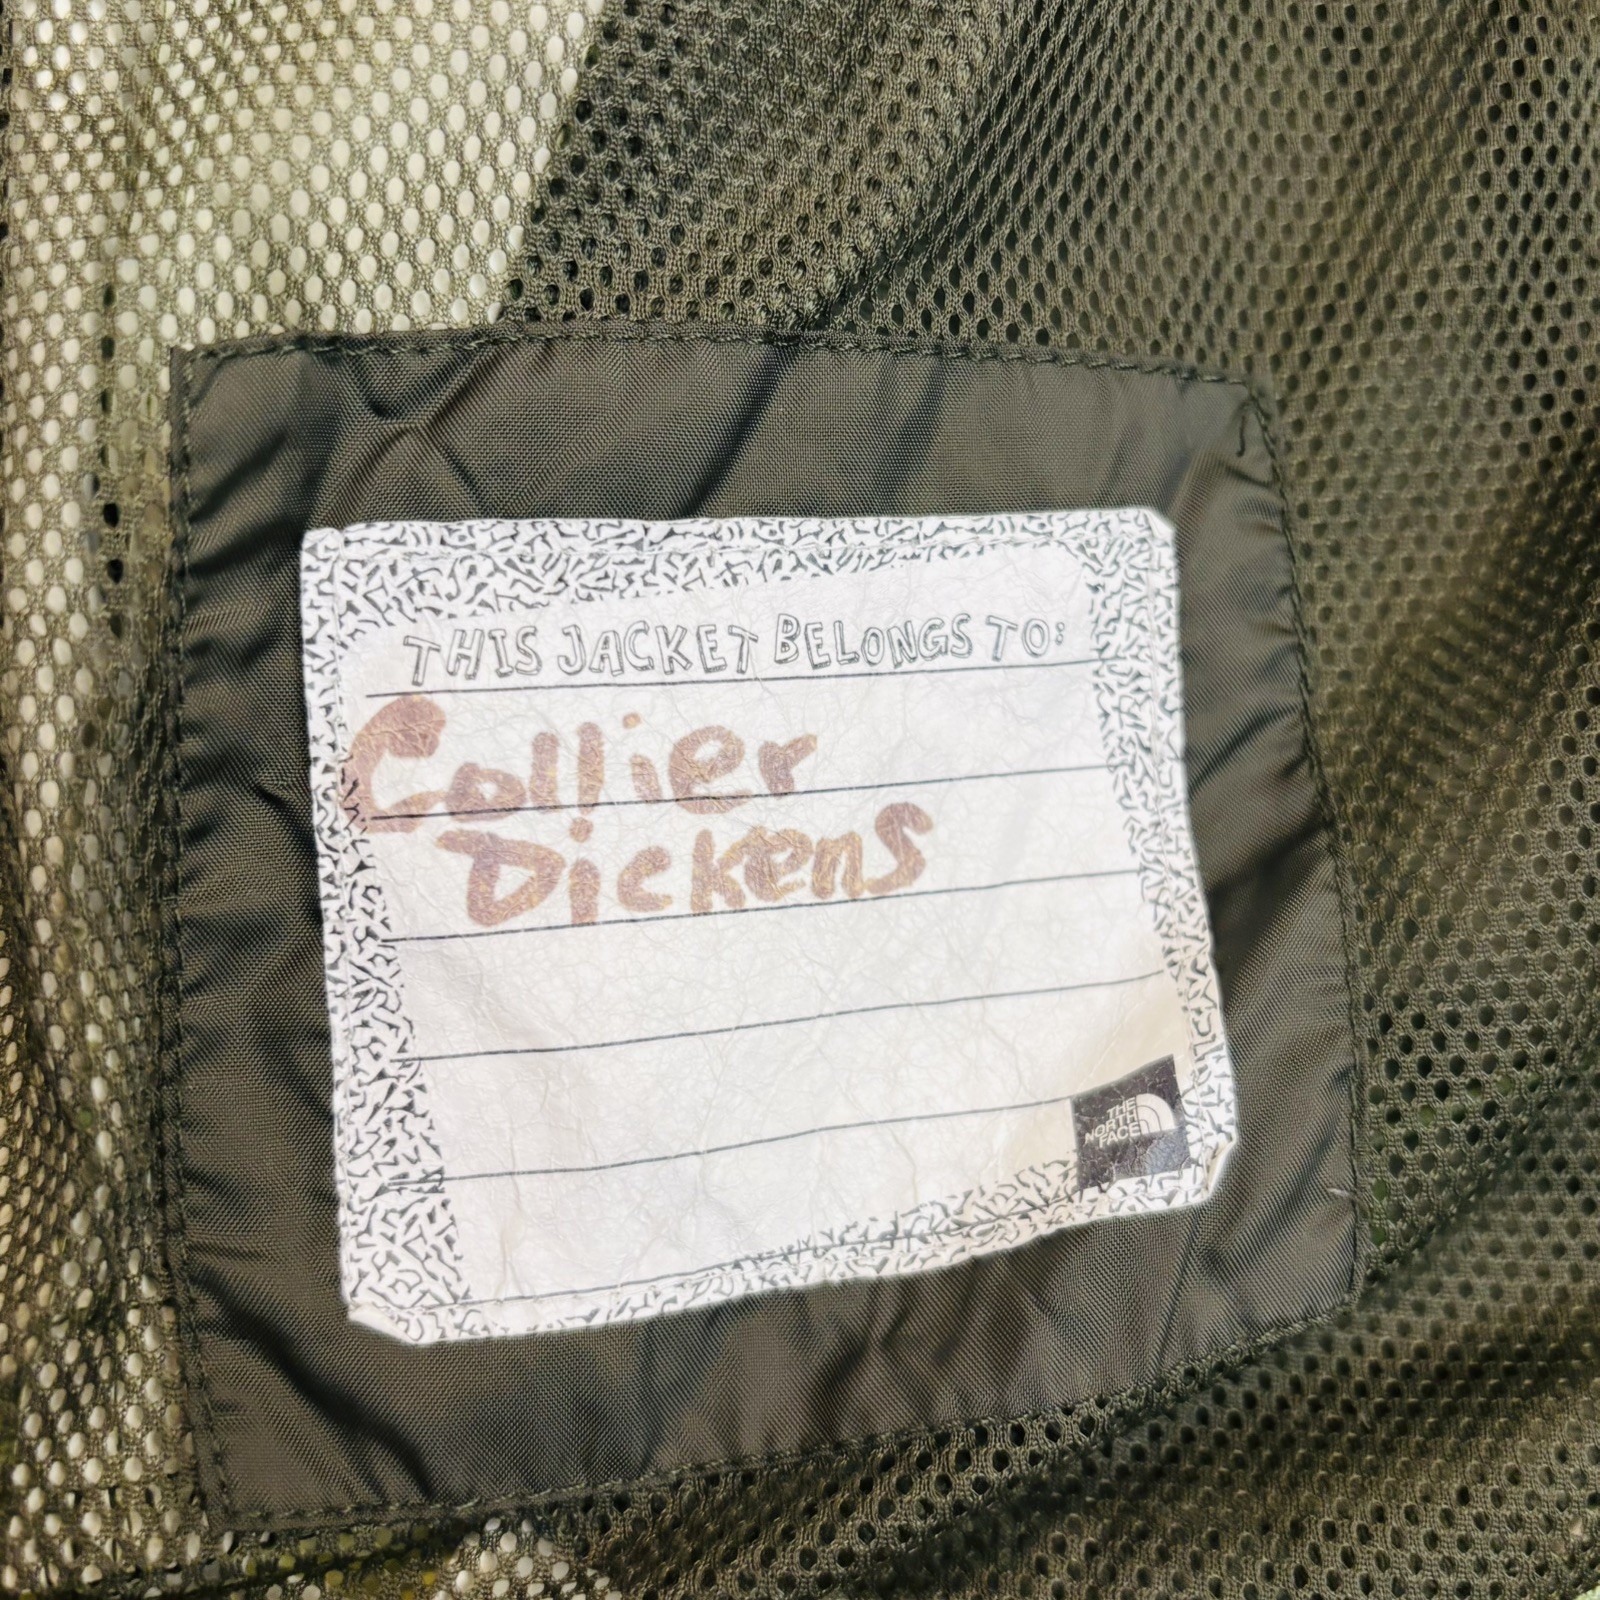 THIS JACKET BELONGS TO:
Collier
Dickens
THE
NORTH
FACE